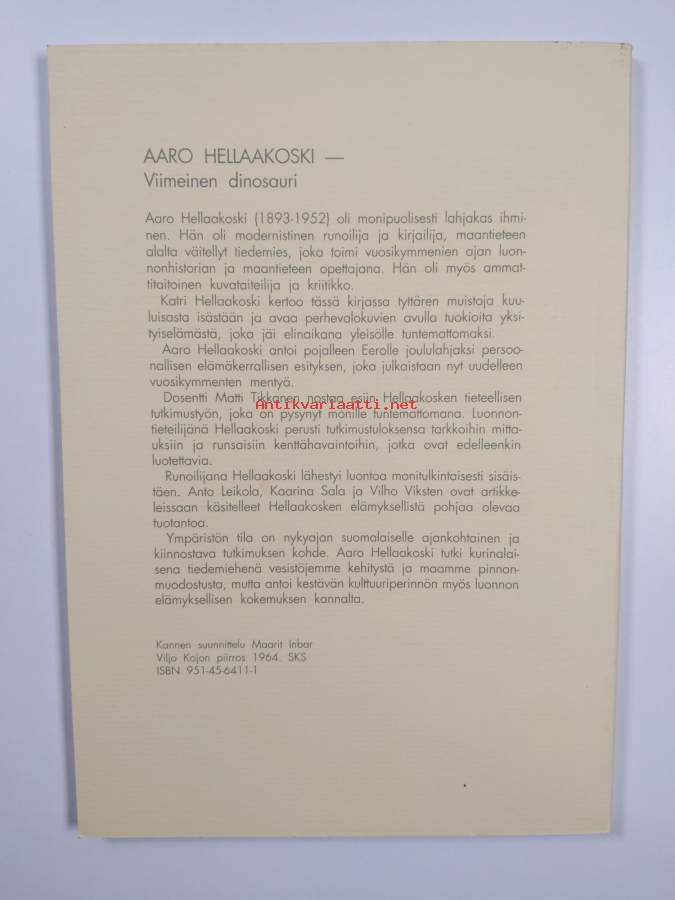 AARO HELLAAKOSKI —
Viimeinen dinosauri
Aaro Hellaakoski (1893-1952) oli monipuolisesti lahjakas ihmi-
nen. Hän oli modernistinen runoilija ja kirjailija, maantieteen
alalta väitellyt tiedemies, joka toimi vuosikymmenien ajan luon-
nonhistorian ja maantieteen opettajana. Hän oli myös ammat-
titaitoinen kuvataiteilija ja kriitikko.
Katri Hellaakoski kertoo tässä kirjassa tyttären muistoja kuu-
luisasta isästään ja avaa perhevalokuvien avulla tuokioita yksi-
tyiselämästä, joka jäi elinaikana yleisölle tuntemattomaksi.
Aaro Hellaakoski antoi pojalleen Eerolle joululahjaksi persoo-
nallisen elämäkerrallisen esityksen, joka julkaistaan nyt uudelleen
vuosikymmenten mentyä.
Dosentti Matti Tikkanen nostaa esiin Hellaakosken tieteellisen
Antikvariaatti.net
tutkimustyön, joka on pysynyt monille tuntemattomana. Luonnon-
tieteilijänä Hellaakoski perusti tutkimustuloksensa tarkkoihin mitta-
uksiin ja runsaisiin kenttähavaintoihin, jotka ovat edelleenkin
luotettavia.
Runoilijana Hellaakoski lähestyi luontoa monitulkintaisesti sisäis-
täen. Anto Leikola, Kaarina Sala ja Vilho Viksten ovat artikke-
leissaan käsitelleet Hellaakosken elämyksellistä pohjaa olevaa
tuotantoa.
Ympäristön tila on nykyajan suomalaiselle ajankohtainen ja
kiinnostava tutkimuksen kohde. Aaro Hellaakoski tutki kurinalai-
sena tiedemiehenä vesistöjemme kehitystä ja maamme pinnan-
muodostusta, mutta antoi kestävän kulttuuriperinnön myös luonnon
elämyksellisen kokemuksen kannalta.
Kannen suunnittelu Maarit Inbar
Viljo Kojon piirros 1964. SKS
ISBN 951-45-6411-1